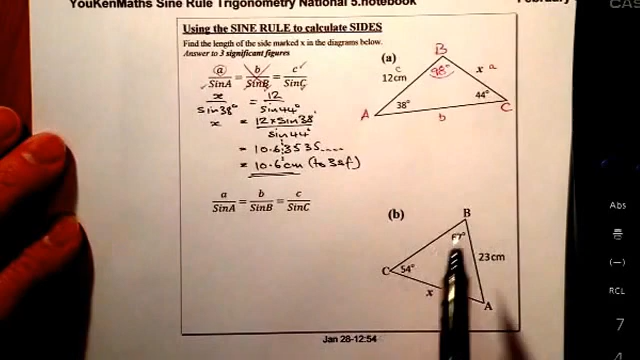 YouKenMaths Sine Rule Trigonometry National 5.notebook
February
Using the SINE RULE to calculate SIDES
Find the length of the side marked x in the diagrams below.
Answer to 3 significant figures
a/SinA = b/SinB = c/SinC
x/sin38° = 12/sin44°
x = 12×sin38°/sin44°
= 10.63535....
= 10.6cm (to 3sf)
(a)
B
c
12cm
98°
x a
A
38°
44°
C
b
a/SinA = b/SinB = c/SinC
(b)
B
67°
23cm
C
54°
x
A
Jan 28-12:54
CAS
Abs
(−)
RCL
7
4